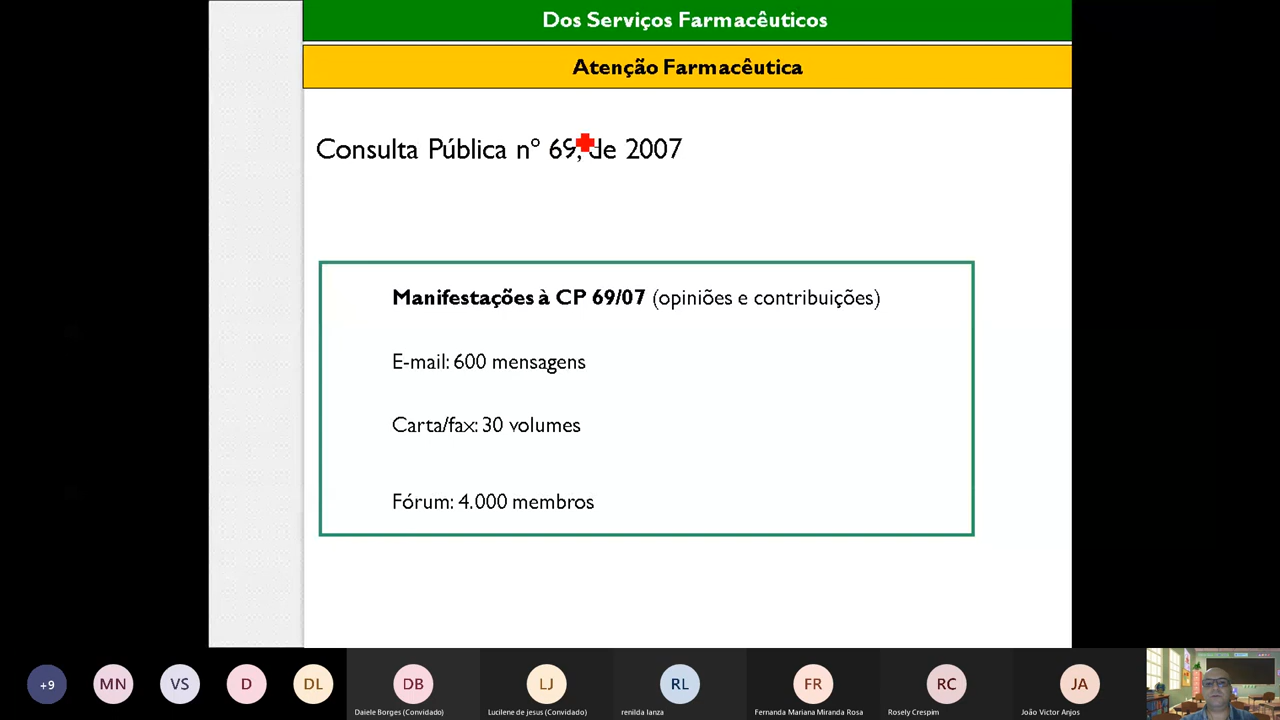 Dos Serviços Farmacêuticos
Atenção Farmacêutica
Consulta Pública nº 69, de 2007
Manifestações à CP 69/07 (opiniões e contribuições)
E-mail: 600 mensagens
Carta/fax: 30 volumes
Fórum: 4.000 membros
+9 MN VS D DL DB LJ RL FR RC JA
Daiele Borges (Convidado) Lucilene de jesus (Convidado) renilda lanza Fernanda Mariana Miranda Rosa Rosely Crespim João Victor Anjos